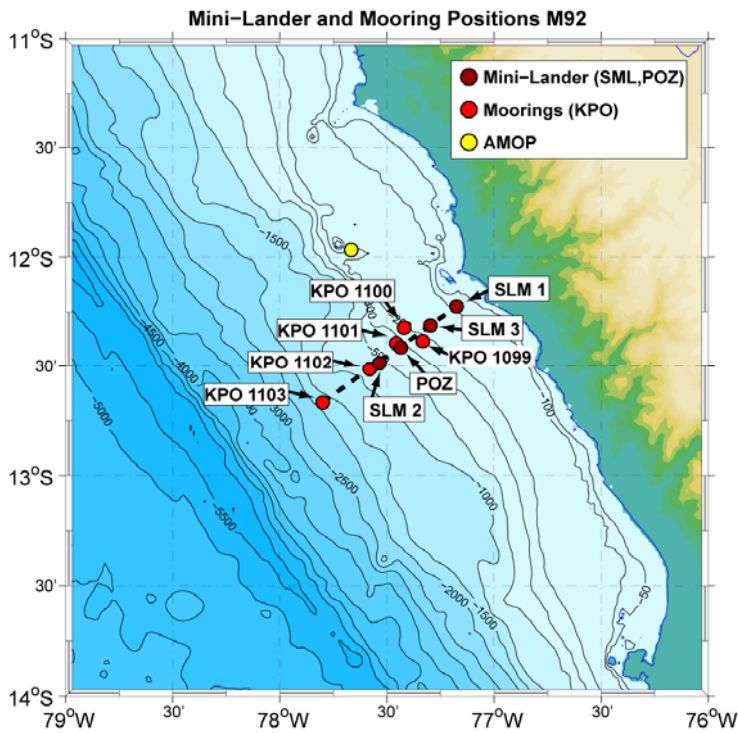 Mini−Lander and Mooring Positions M92
11°S
Mini−Lander (SML,POZ)
Moorings (KPO)
AMOP
30'
−1500
12°S
KPO 1100
SLM 1
KPO 1101
SLM 3
−4500
KPO 1102
KPO 1099
−4000
POZ
KPO 1103
SLM 2
−5000
−100
13°S
−2500
−1000
−5500
30'
−2000
−1500
−50
14°S
79°W
30'
78°W
30'
77°W
30'
76°W
30'